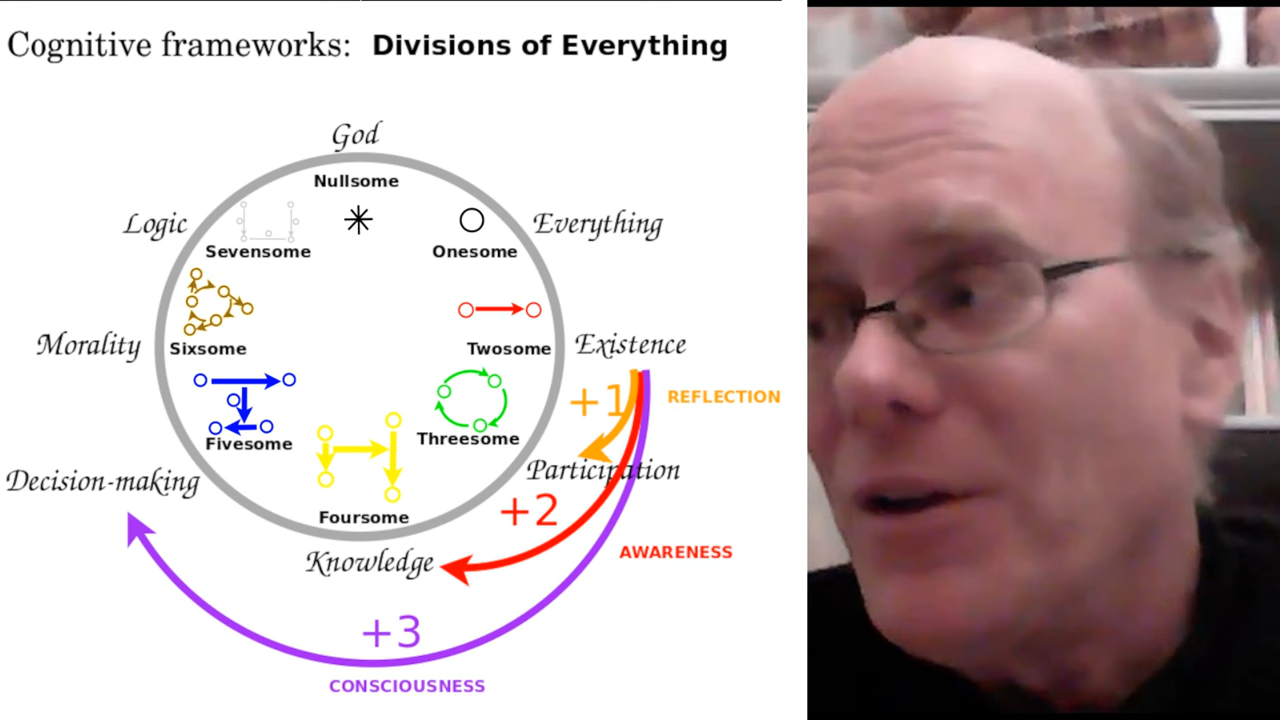 Cognitive frameworks: Divisions of Everything
God
Nullsome
Logic
Everything
Sevensome
Onesome
Morality
Sixsome
Twosome
Existence
+1
REFLECTION
Fivesome
Threesome
Decision-making
Participation
Foursome
+2
Knowledge
AWARENESS
+3
CONSCIOUSNESS